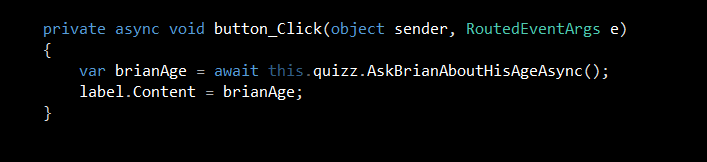 private async void button_Click(object sender, RoutedEventArgs e)
{
    var brianAge = await this.quizz.AskBrianAboutHisAgeAsync();
    label.Content = brianAge;
}